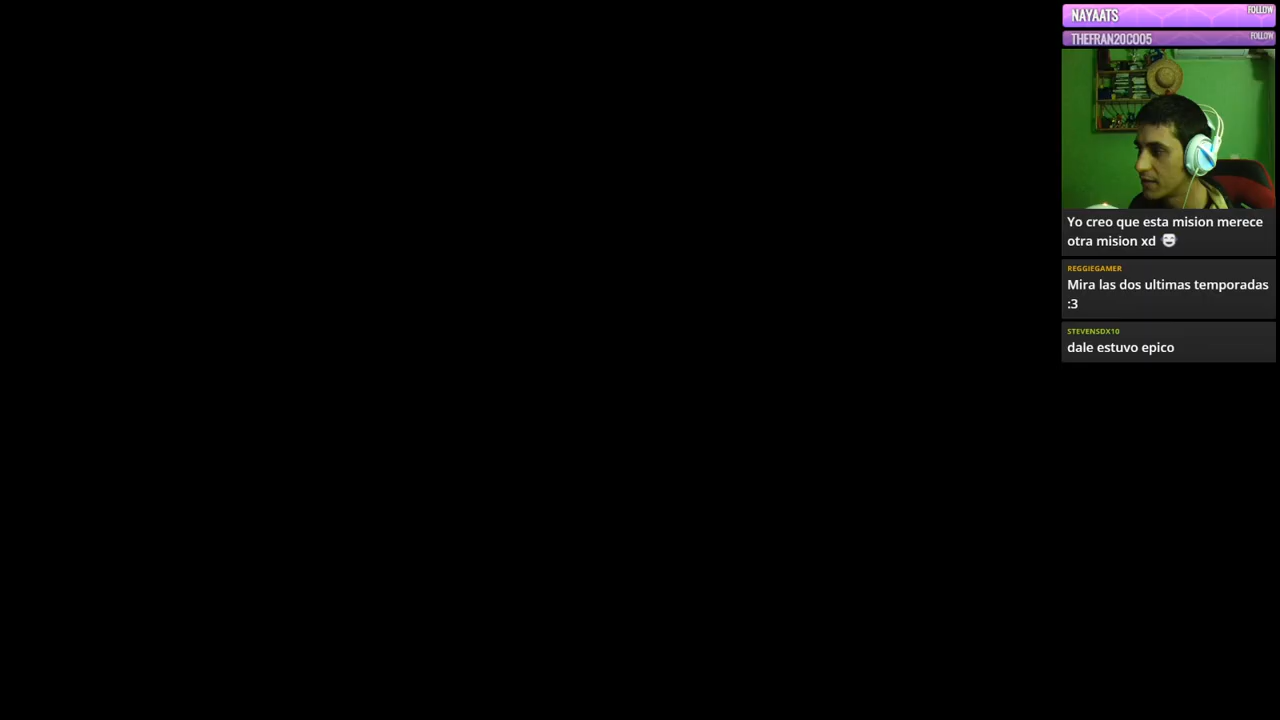 NAYAATS
FOLLOW
THEFRAN20CO05
FOLLOW
Yo creo que esta mision merece
otra mision xd
REGGIEGAMER
Mira las dos ultimas temporadas
:3
STEVENSDX10
dale estuvo epico